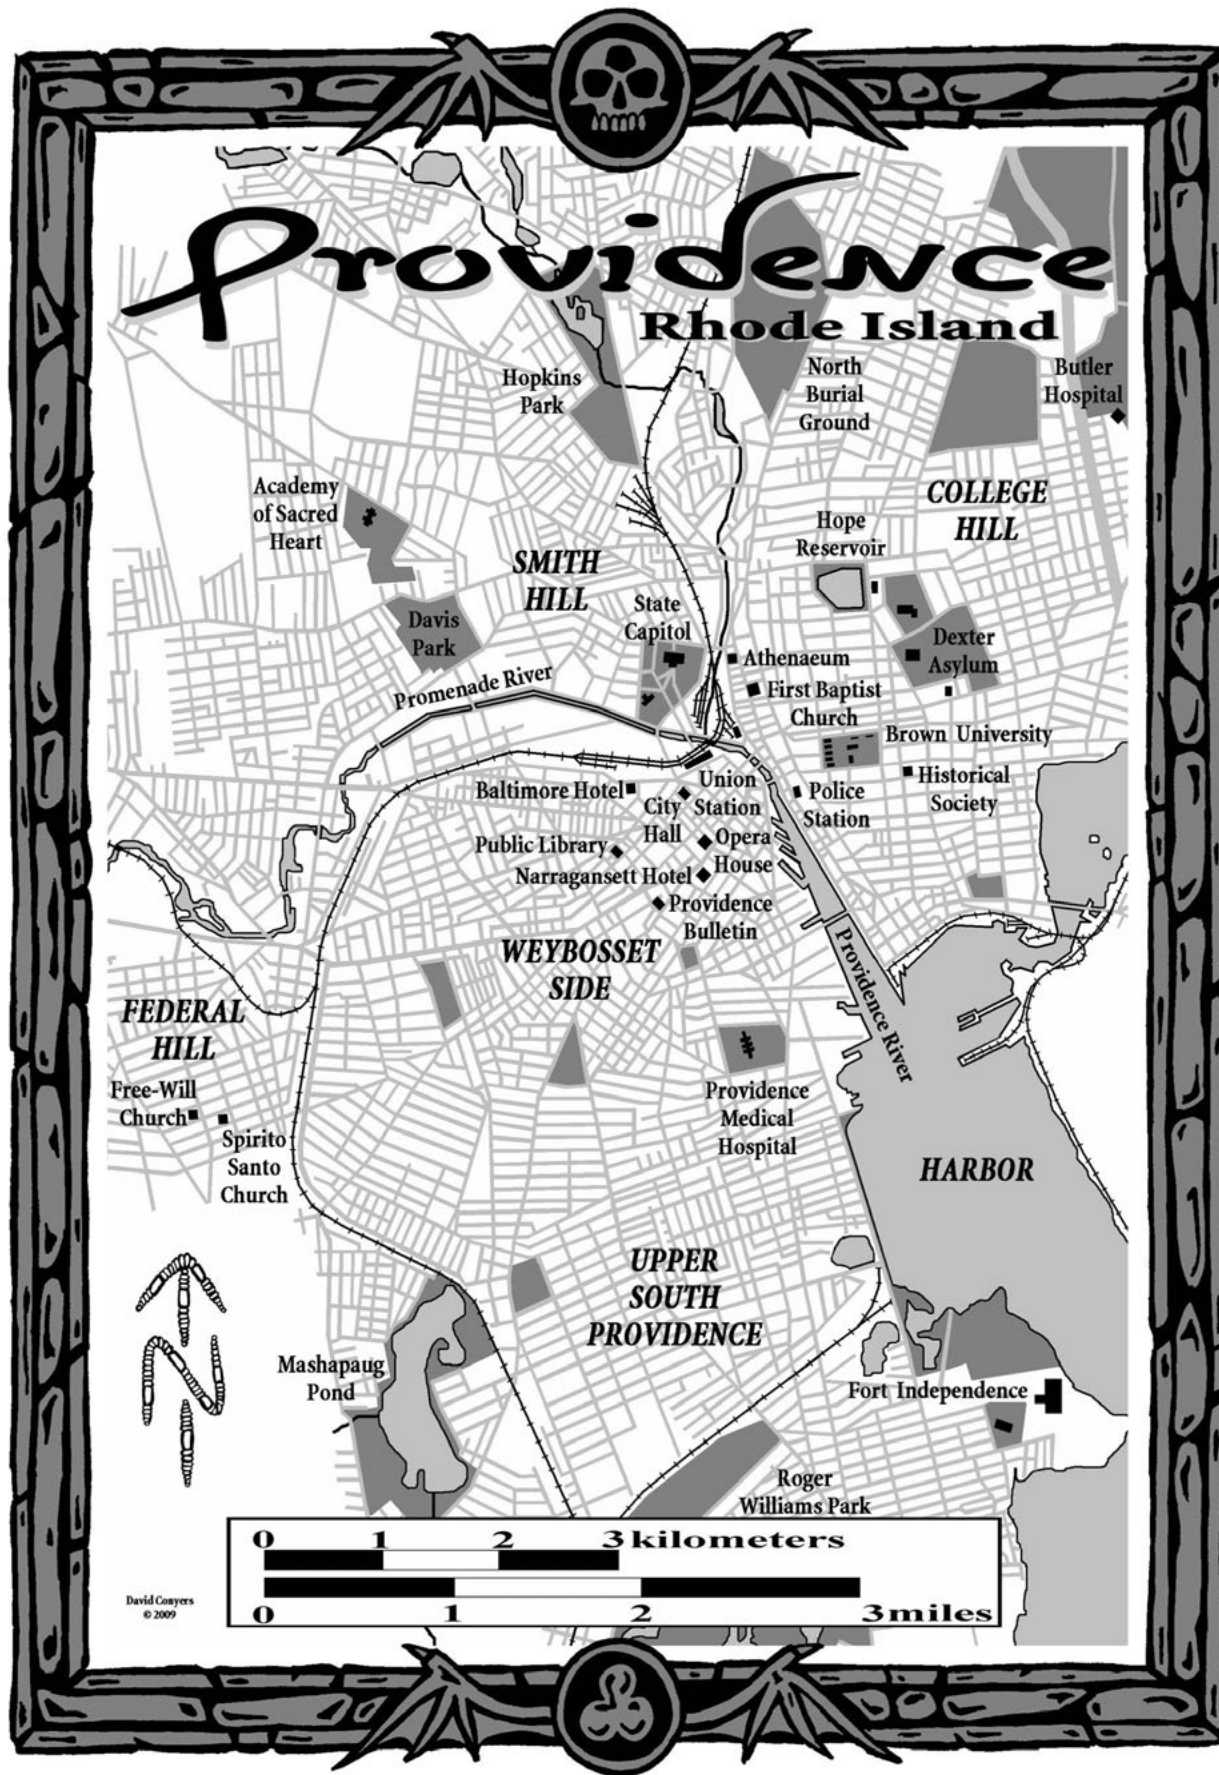 Providence
Rhode Island
Hopkins
Park
North
Burial
Ground
Butler
Hospital
Academy
of Sacred
Heart
COLLEGE
HILL
Hope
Reservoir
SMITH
HILL
State
Capitol
Davis
Park
Dexter
Asylum
Athenaeum
Promenade River
First Baptist
Church
Brown University
Union
Station
Baltimore Hotel
City
Hall
Police
Station
Historical
Society
Public Library
Opera
House
Narragansett Hotel
Providence
Bulletin
WEYBOSSET
SIDE
Providence River
FEDERAL
HILL
Free-Will
Church
Spirito
Santo
Church
Providence
Medical
Hospital
HARBOR
UPPER
SOUTH
PROVIDENCE
N
Mashapaug
Pond
Fort Independence
Roger
Williams Park
0 1 2 3 kilometers
0 1 2 3 miles
David Conyers
© 2009